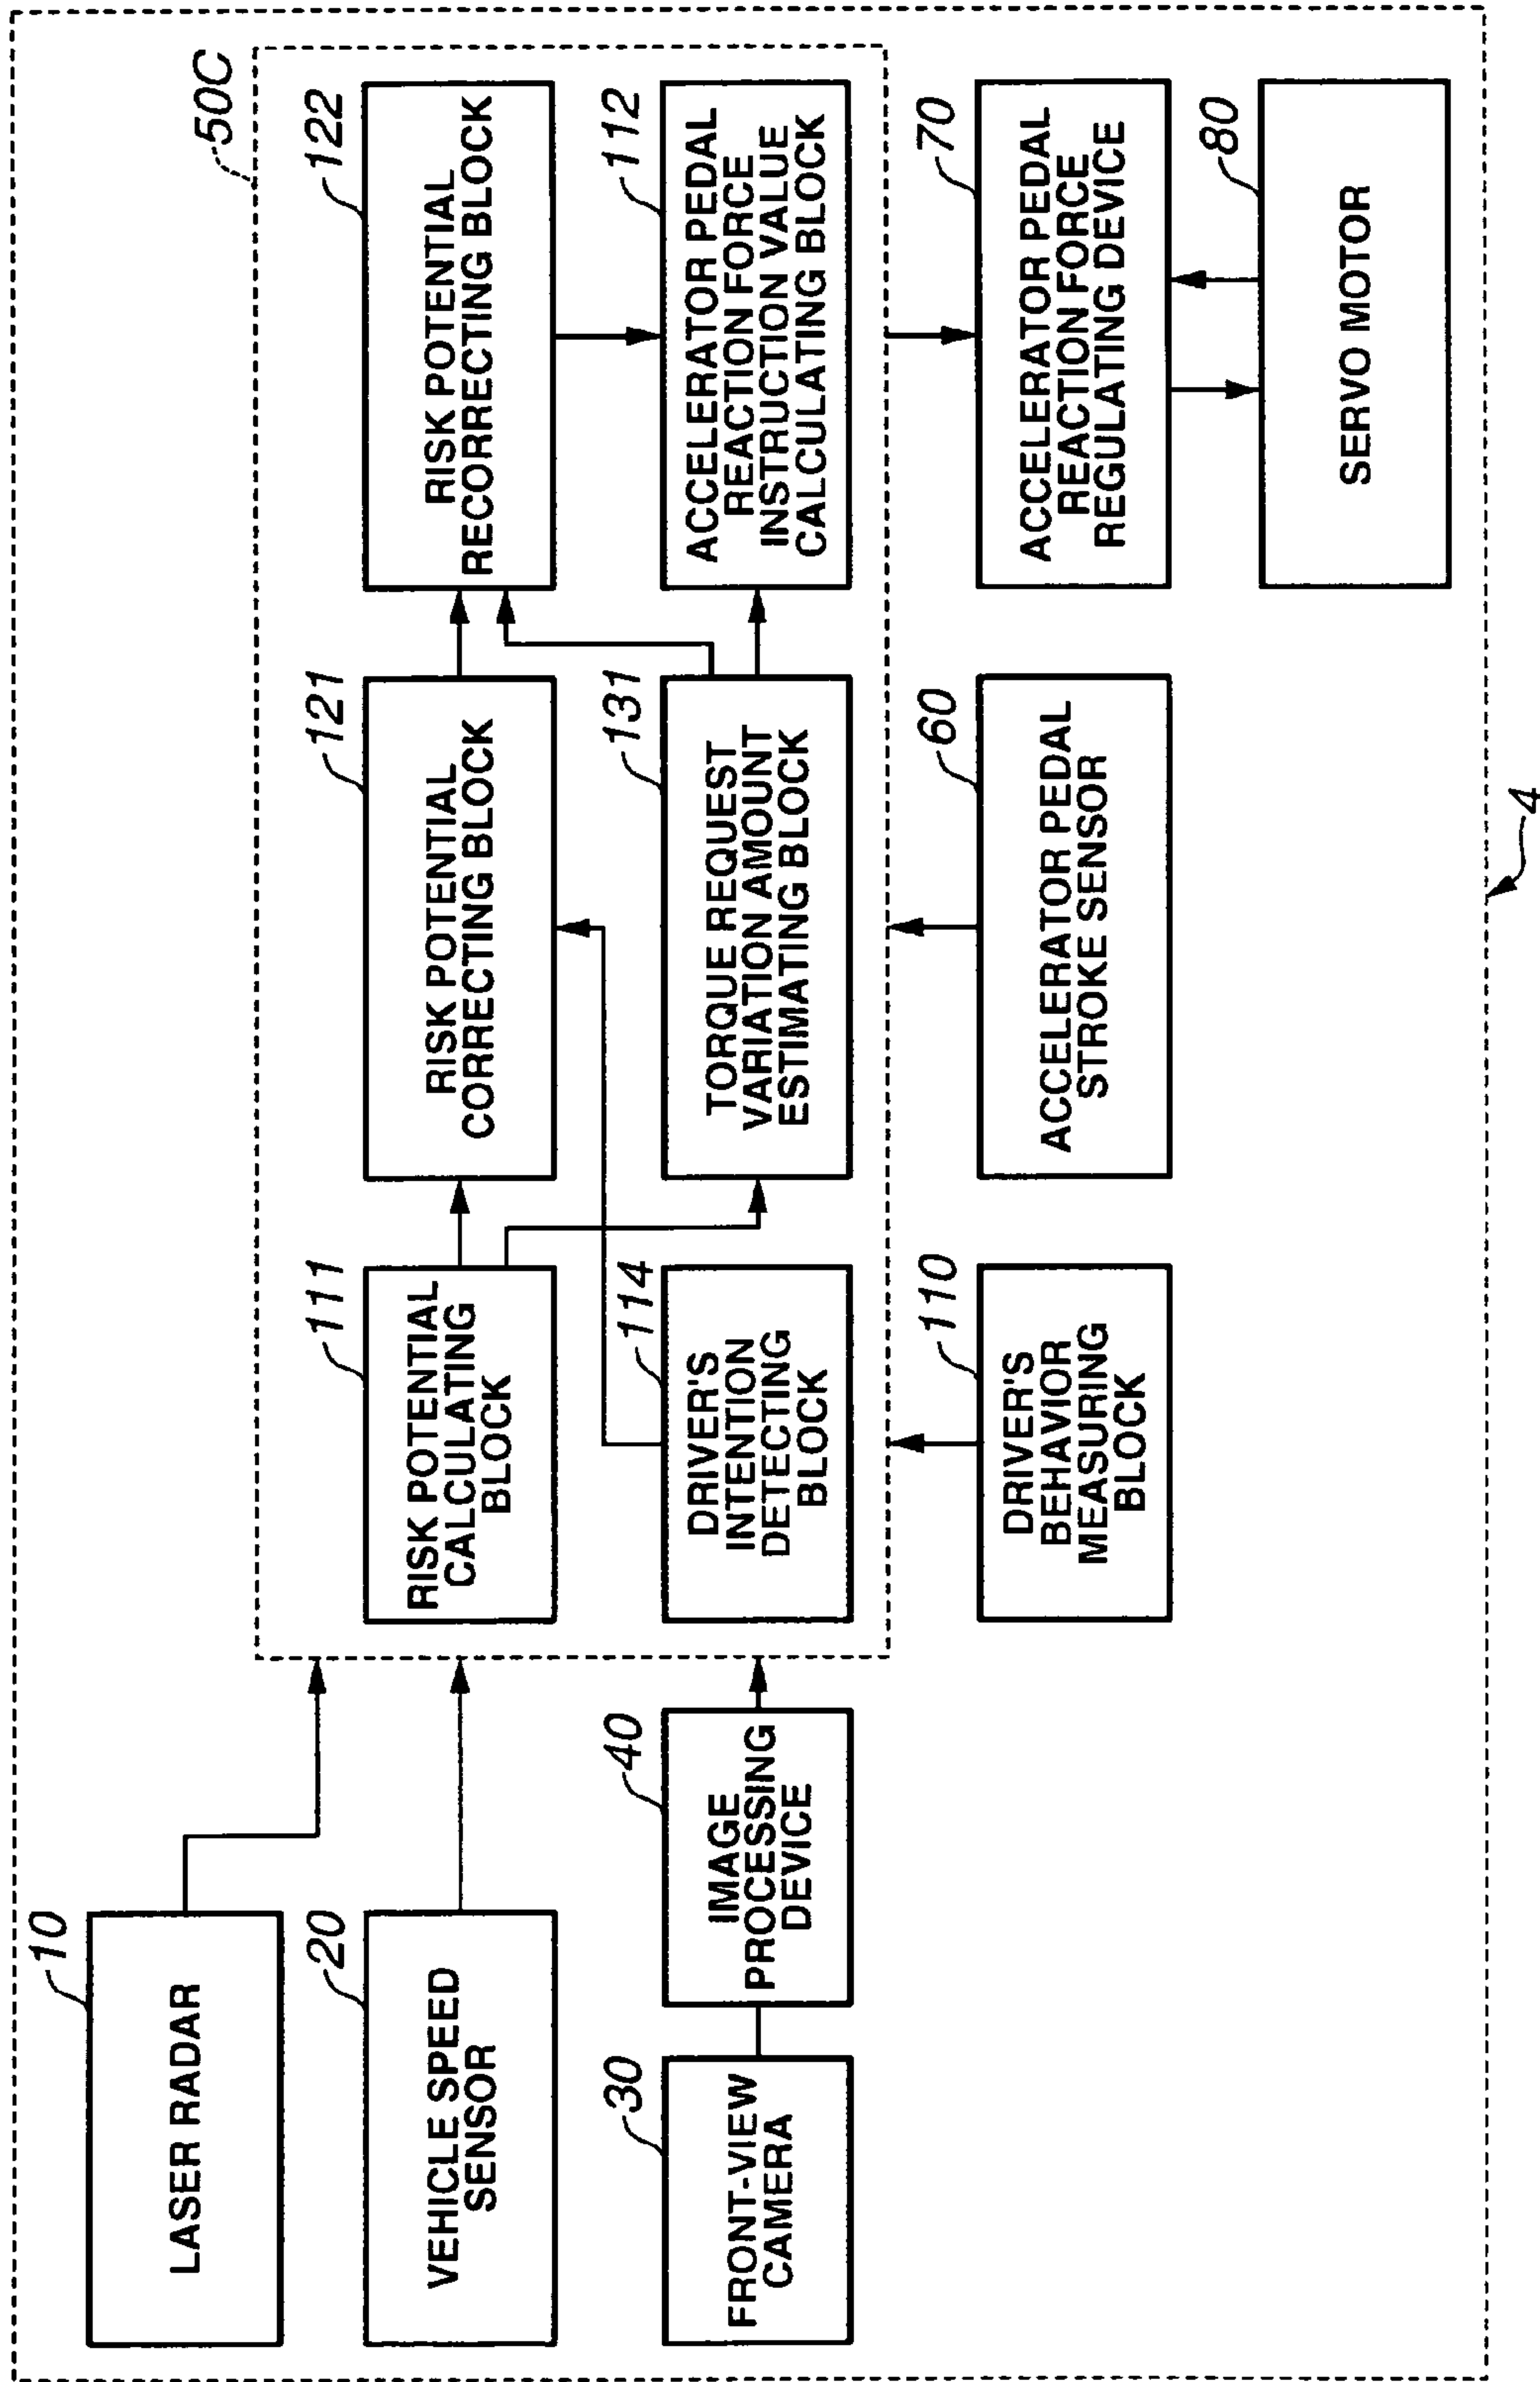 10
LASER RADAR
20
VEHICLE SPEED
SENSOR
30
FRONT-VIEW
CAMERA
40
IMAGE
PROCESSING
DEVICE
50C
111
RISK POTENTIAL
CALCULATING
BLOCK
121
RISK POTENTIAL
CORRECTING BLOCK
122
RISK POTENTIAL
RECORRECTING BLOCK
114
DRIVER'S
INTENTION
DETECTING
BLOCK
131
TORQUE REQUEST
VARIATION AMOUNT
ESTIMATING BLOCK
112
ACCELERATOR PEDAL
REACTION FORCE
INSTRUCTION VALUE
CALCULATING BLOCK
110
DRIVER'S
BEHAVIOR
MEASURING
BLOCK
60
ACCELERATOR PEDAL
STROKE SENSOR
70
ACCELERATOR PEDAL
REACTION FORCE
REGULATING DEVICE
80
SERVO MOTOR
4